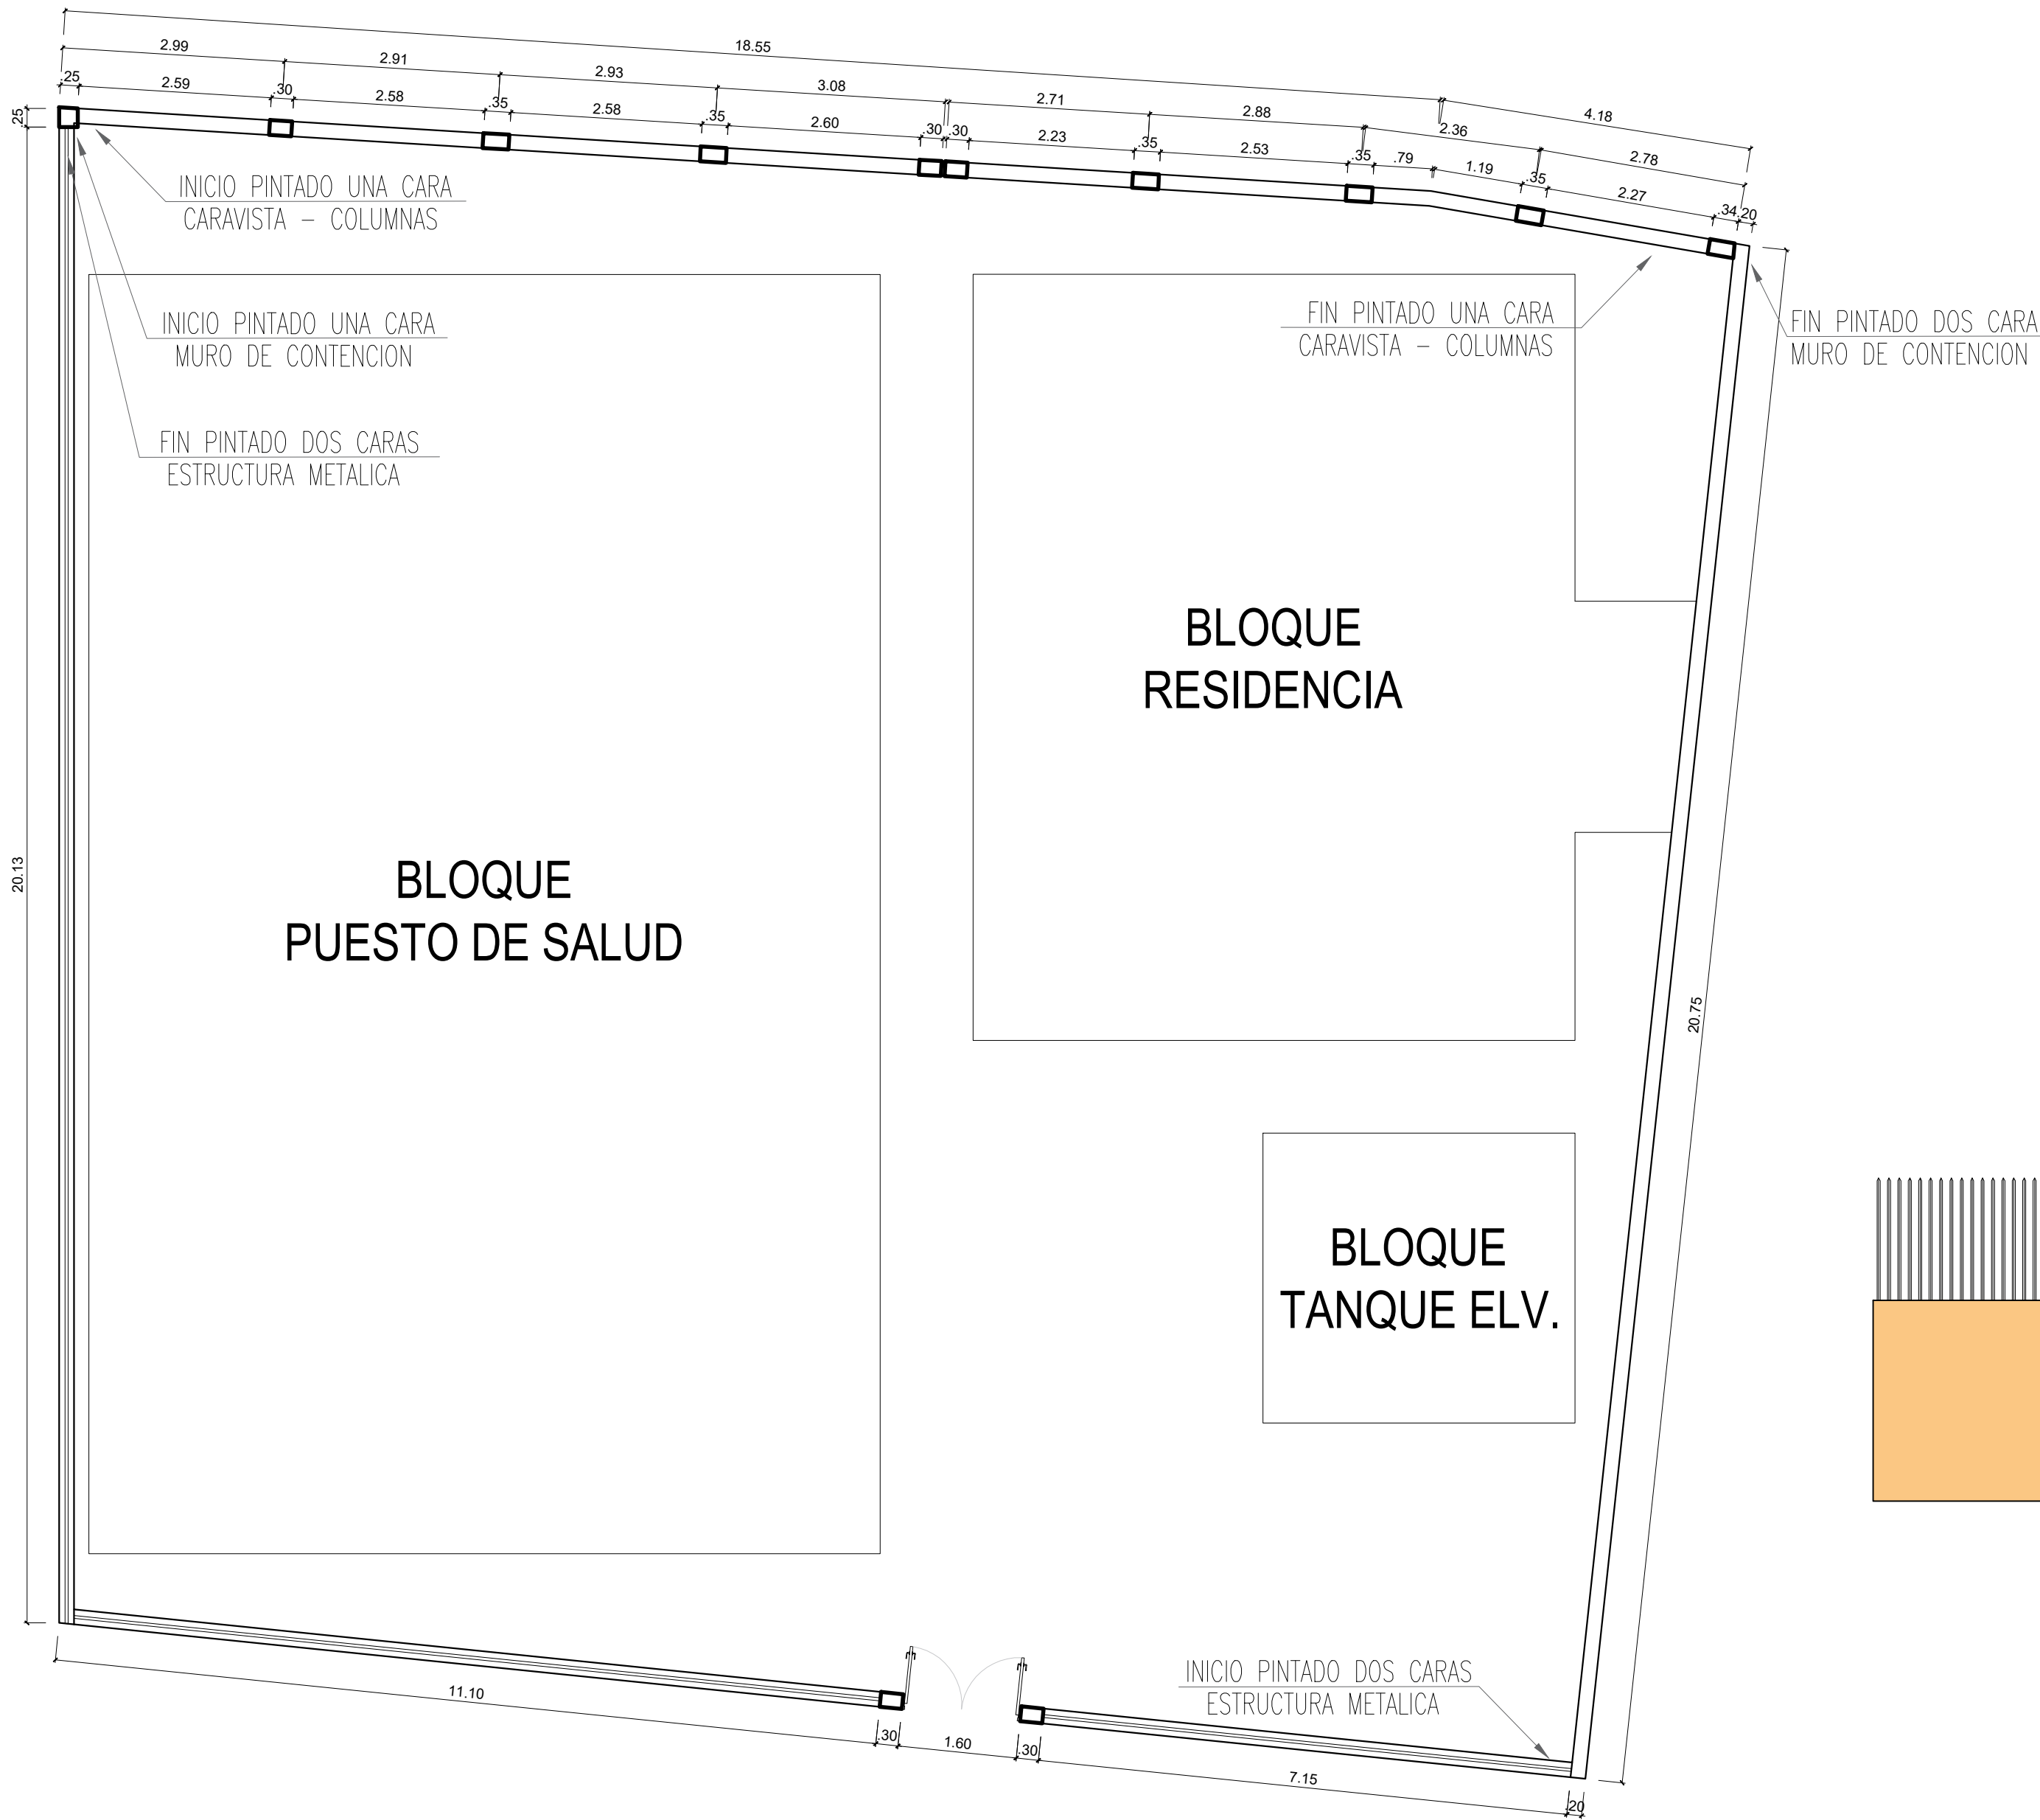 18.55
2.99
2.91
2.93
3.08
2.71
2.88
2.36
4.18
2.78
.25
2.59
.30
2.58
.35
2.58
.35
2.60
.30
.30
2.23
.35
2.53
.35
.79
1.19
.35
2.27
.34
.20
.25
INICIO PINTADO UNA CARA
CARAVISTA - COLUMNAS
INICIO PINTADO UNA CARA
MURO DE CONTENCION
FIN PINTADO DOS CARAS
ESTRUCTURA METALICA
FIN PINTADO UNA CARA
CARAVISTA - COLUMNAS
FIN PINTADO DOS CARA
MURO DE CONTENCION
BLOQUE
RESIDENCIA
BLOQUE
PUESTO DE SALUD
20.13
20.75
BLOQUE
TANQUE ELV.
INICIO PINTADO DOS CARAS
ESTRUCTURA METALICA
11.10
.30
1.60
.30
7.15
.20